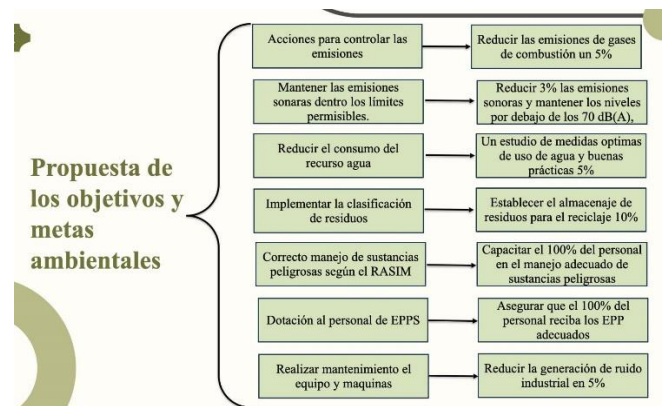 Propuesta de
los objetivos y
metas
ambientales
Acciones para controlar las
emisiones
Reducir las emisiones de gases
de combustión un 5%
Mantener las emisiones
sonaras dentro los límites
permisibles.
Reducir 3% las emisiones
sonoras y mantener los niveles
por debajo de los 70 dB(A),
Reducir el consumo del
recurso agua
Un estudio de medidas optimas
de uso de agua y buenas
prácticas 5%
Implementar la clasificación
de residuos
Establecer el almacenaje de
residuos para el reciclaje 10%
Correcto manejo de sustancias
peligrosas según el RASIM
Capacitar el 100% del personal
en el manejo adecuado de
sustancias peligrosas
Dotación al personal de EPPS
Asegurar que el 100% del
personal reciba los EPP
adecuados
Realizar mantenimiento el
equipo y maquinas
Reducir la generación de ruido
industrial en 5%